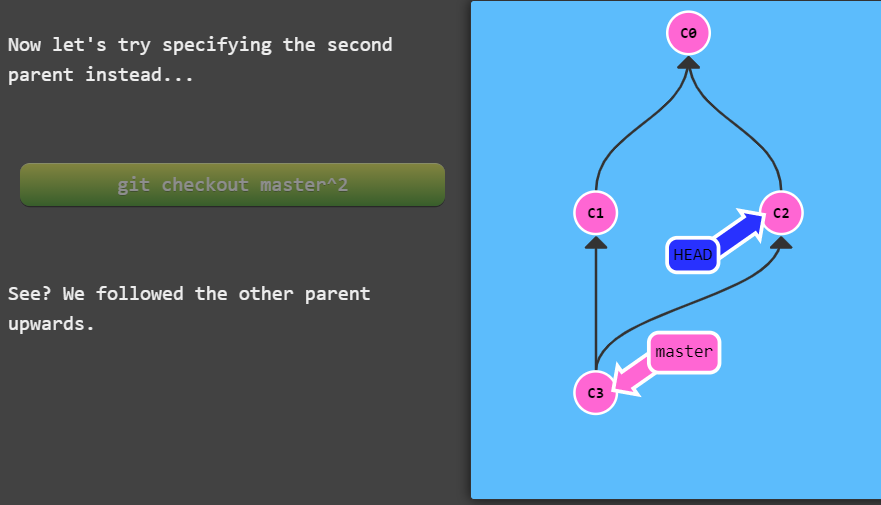 Now let's try specifying the second
parent instead...
git checkout master^2
See? We followed the other parent
upwards.
C0
C1
C2
HEAD
master
C3